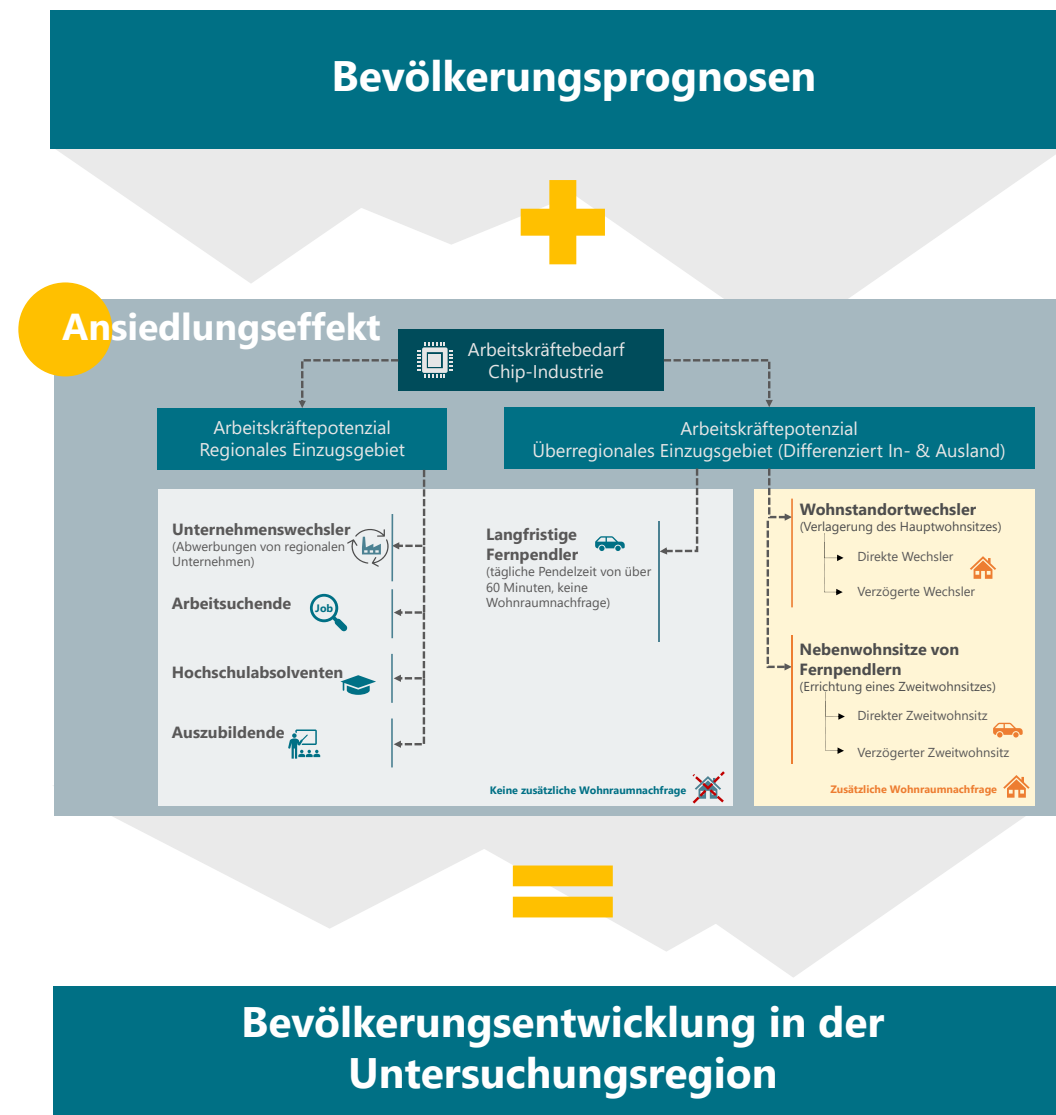 Bevölkerungsprognosen
Ansiedlungseffekt
Arbeitskräftebedarf
Chip-Industrie
Arbeitskräftepotenzial
Regionales Einzugsgebiet
Arbeitskräftepotenzial
Überregionales Einzugsgebiet (Differenziert In- & Ausland)
Unternehmenswechsler
(Abwerbungen von regionalen
Unternehmen)
Arbeitsuchende
Job
Hochschulabsolventen
Auszubildende
Langfristige
Fernpendler
(tägliche Pendelzeit von über
60 Minuten, keine
Wohnraumnachfrage)
Keine zusätzliche Wohnraumnachfrage
Wohnstandortwechsler
(Verlagerung des Hauptwohnsitzes)
Direkte Wechsler
Verzögerte Wechsler
Nebenwohnsitze von
Fernpendlern
(Errichtung eines Zweitwohnsitzes)
Direkter Zweitwohnsitz
Verzögerter Zweitwohnsitz
Zusätzliche Wohnraumnachfrage
Bevölkerungsentwicklung in der
Untersuchungsregion